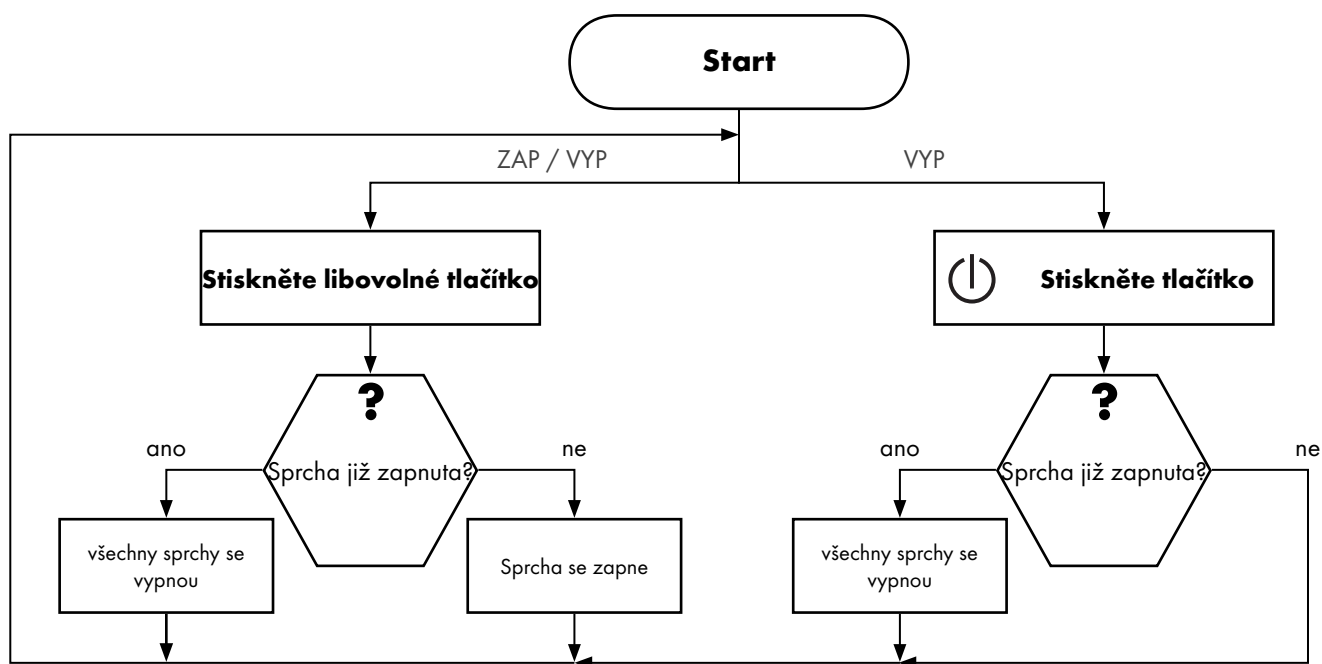 Start
ZAP / VYP
VYP
Stiskněte libovolné tlačítko
Stiskněte tlačítko
?
?
ano
ne
ano
ne
Sprcha již zapnuta?
Sprcha již zapnuta?
všechny sprchy se
vypnou
Sprcha se zapne
všechny sprchy se
vypnou